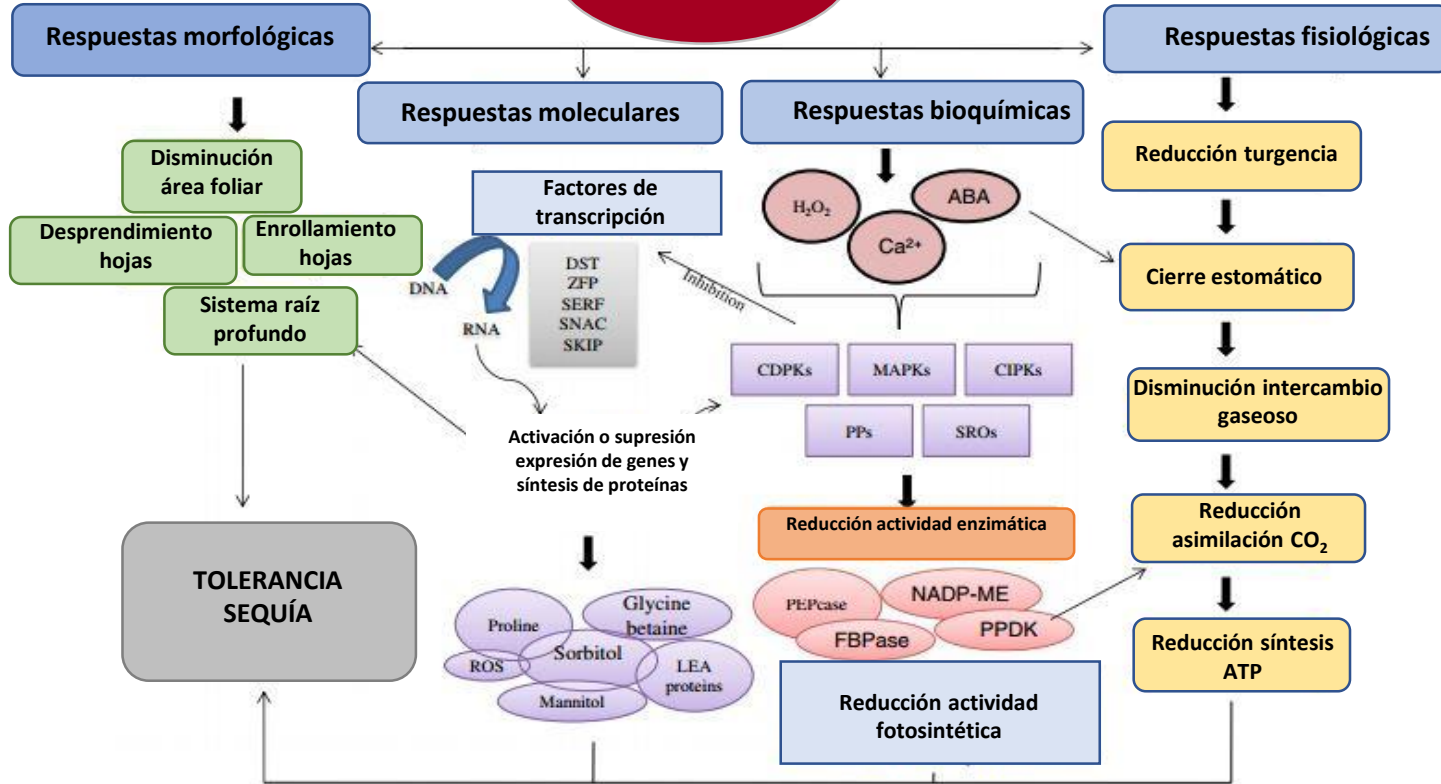 Respuestas morfológicas
Respuestas fisiológicas
Respuestas moleculares
Respuestas bioquímicas
Disminución
área foliar
Desprendimiento
hojas
Enrollamiento
hojas
Sistema raíz
profundo
TOLERANCIA
SEQUÍA
Factores de
transcripción
DNA
RNA
DST
ZFP
SERF
SNAC
SKIP
Inhibition
Activación o supresión
expresión de genes y
síntesis de proteínas
Proline
Glycine
betaine
ROS
Sorbitol
LEA
proteins
Mannitol
H₂O₂
ABA
Ca²⁺
CDPKs
MAPKs
CIPKs
PPs
SROs
Reducción actividad enzimática
PEPcase
NADP-ME
FBPase
PPDK
Reducción actividad
fotosintética
Reducción turgencia
Cierre estomático
Disminución intercambio
gaseoso
Reducción
asimilación CO₂
Reducción síntesis
ATP